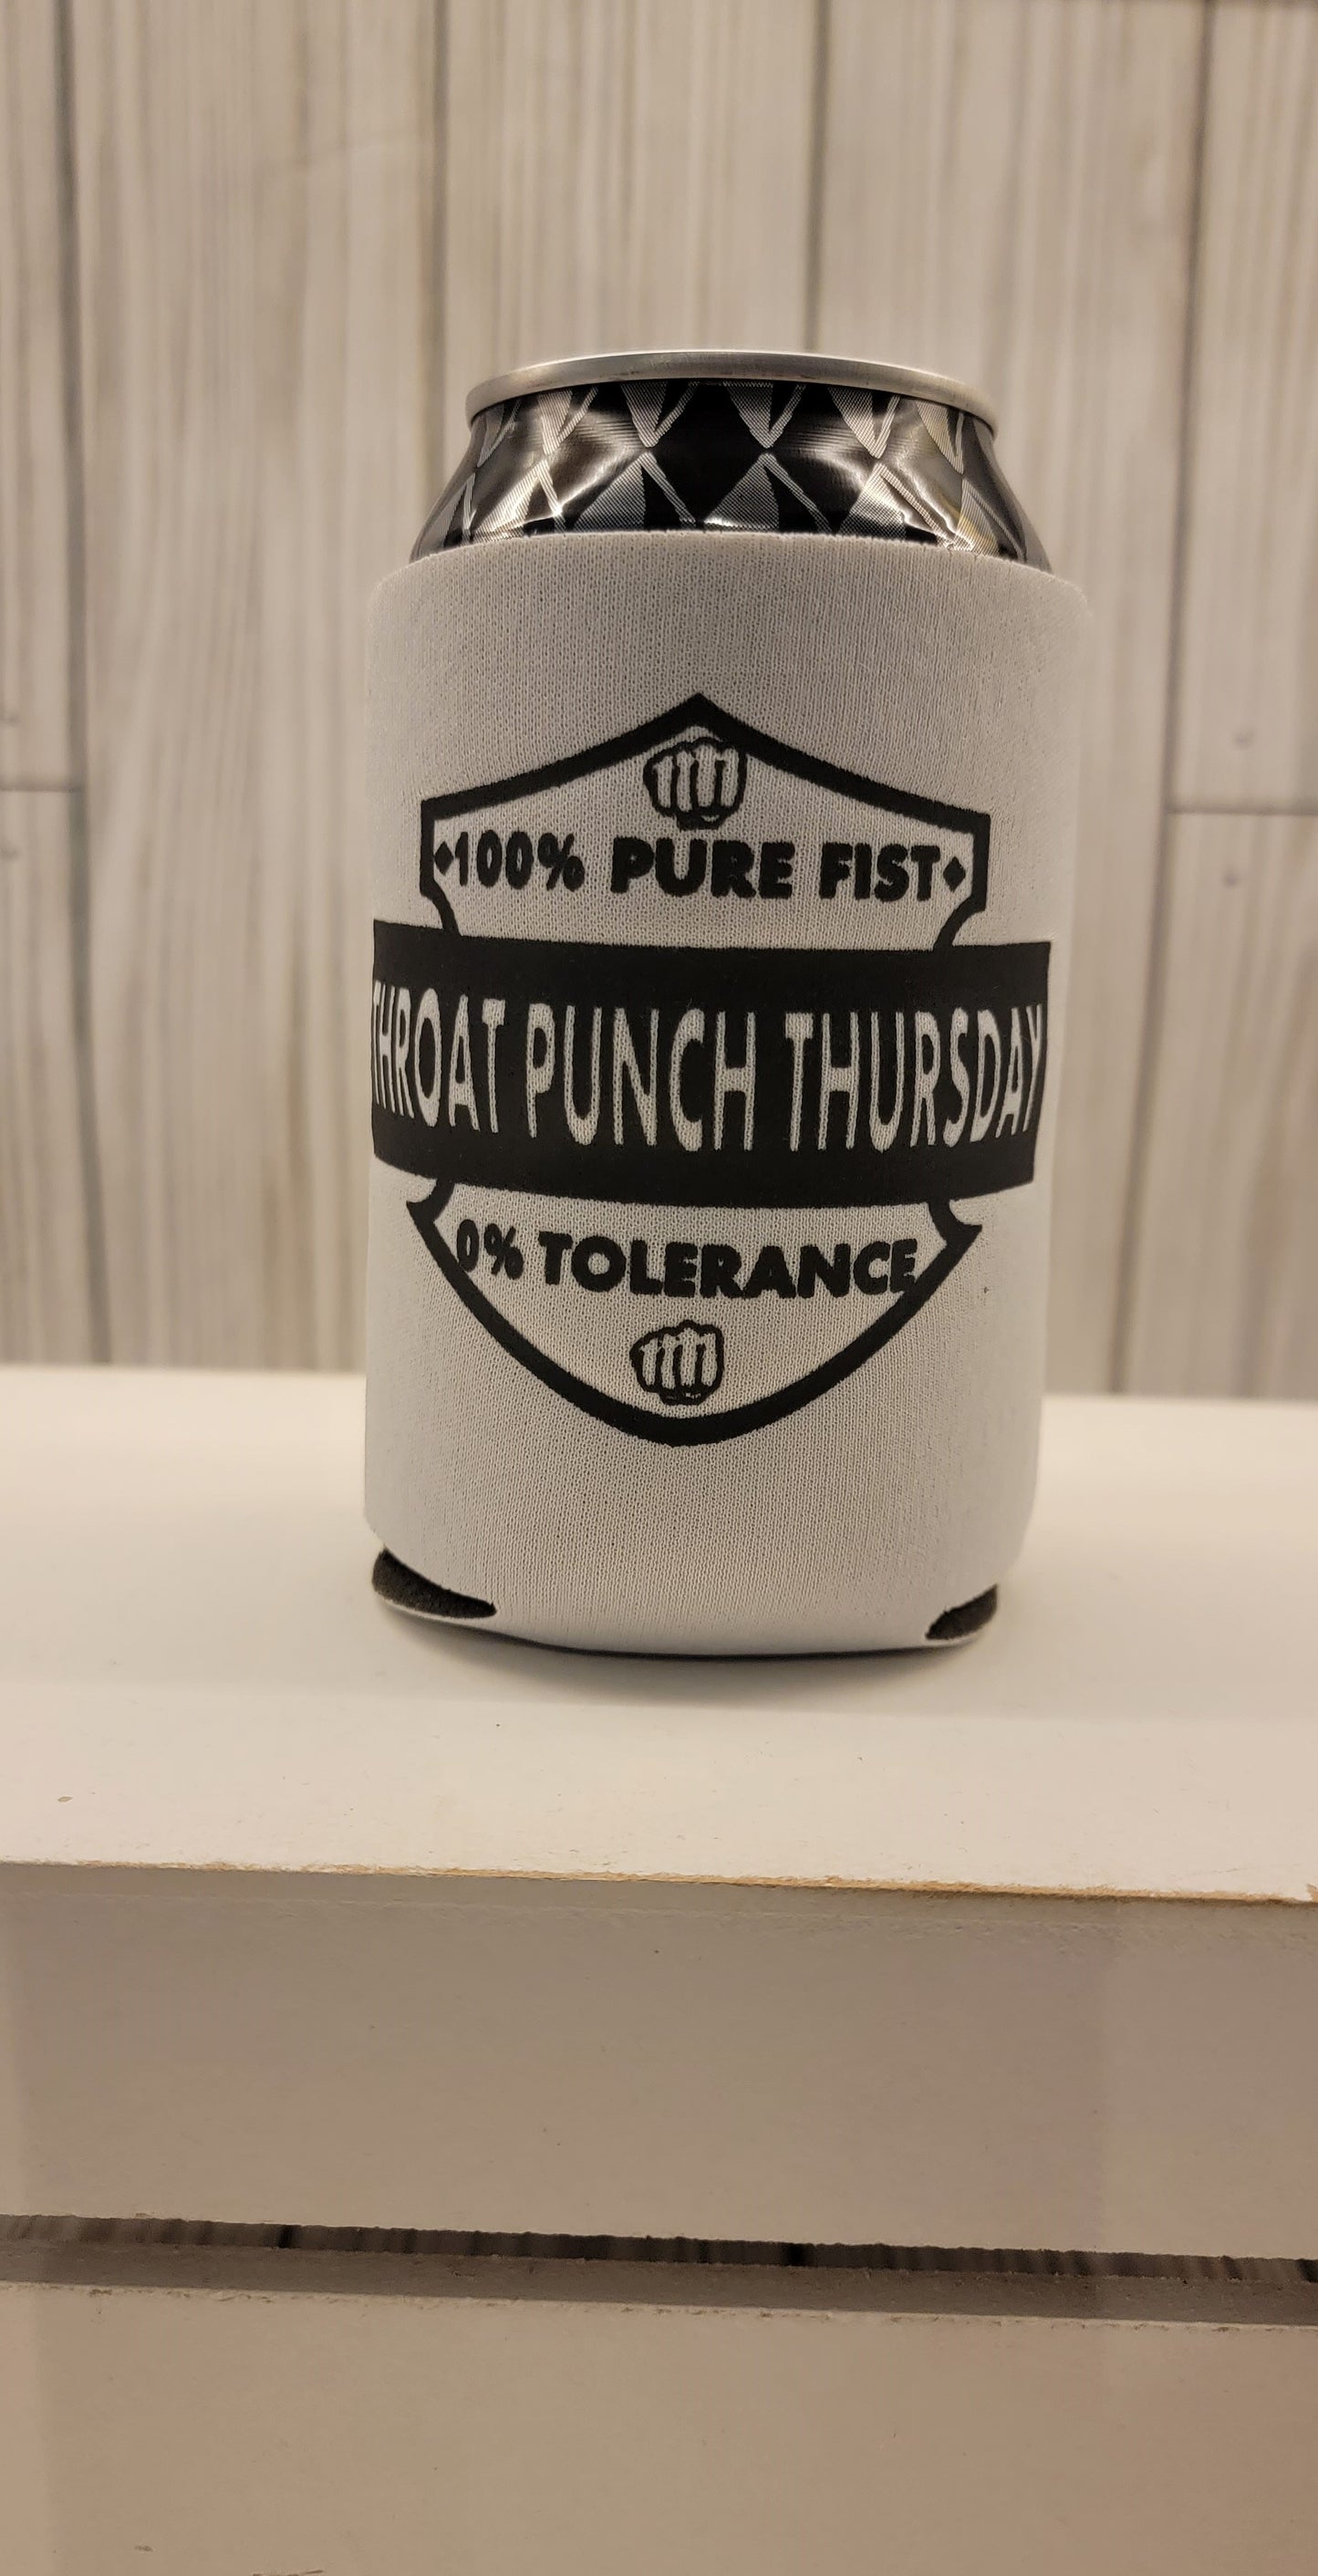 100% PURE FIST
THROAT PUNCH THURSDAY
0% TOLERANCE